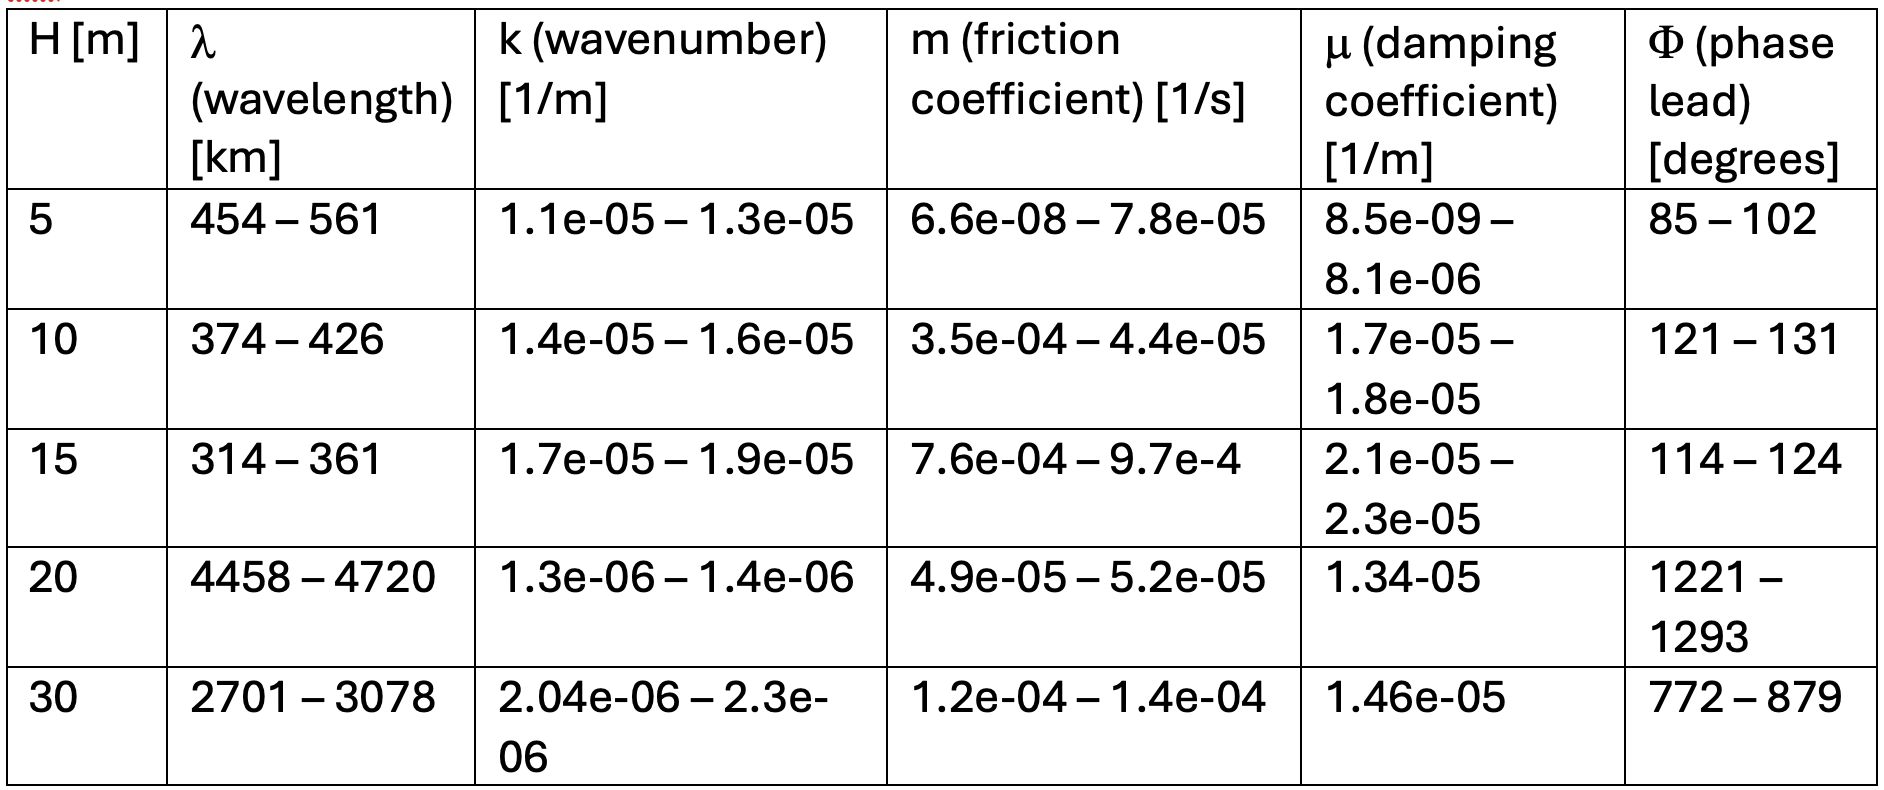 H [m] λ (wavelength) [km] k (wavenumber) [1/m] m (friction coefficient) [1/s] μ (damping coefficient) [1/m] Φ (phase lead) [degrees]
5 454 – 561 1.1e-05 – 1.3e-05 6.6e-08 – 7.8e-05 8.5e-09 – 8.1e-06 85 – 102
10 374 – 426 1.4e-05 – 1.6e-05 3.5e-04 – 4.4e-05 1.7e-05 – 1.8e-05 121 – 131
15 314 – 361 1.7e-05 – 1.9e-05 7.6e-04 – 9.7e-4 2.1e-05 – 2.3e-05 114 – 124
20 4458 – 4720 1.3e-06 – 1.4e-06 4.9e-05 – 5.2e-05 1.34-05 1221 – 1293
30 2701 – 3078 2.04e-06 – 2.3e-06 1.2e-04 – 1.4e-04 1.46e-05 772 – 879